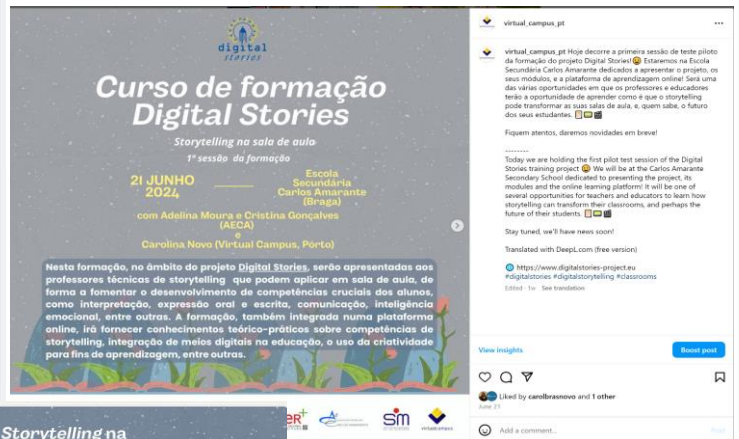 digital
stories
Curso de formação
Digital Stories
Storytelling na sala de aula
1ª sessão da formação
21 JUNHO
2024
Escola
Secundária
Carlos Amarante
(Braga)
com Adelina Moura e Cristina Gonçalves
(AECA)
e
Carolina Novo (Virtual Campus, Porto)
Nesta formação, no âmbito do projeto Digital Stories, serão apresentadas aos
professores técnicas de storytelling que podem aplicar em sala de aula, de
forma a fomentar o desenvolvimento de competências cruciais dos alunos,
como interpretação, expressão oral e escrita, comunicação, inteligência
emocional, entre outras. A formação, também integrada numa plataforma
online, irá fornecer conhecimentos teórico-práticos sobre competências de
storytelling, integração de meios digitais na educação, o uso da criatividade
para fins de aprendizagem, entre outras.
Storytelling na
sim
virtual_campus_pt
virtual_campus_pt Hoje decorre a primeira sessão de teste piloto
da formação do projeto Digital Stories! Estaremos na Escola
Secundária Carlos Amarante dedicados a apresentar o projeto, os
seus módulos, e a plataforma de aprendizagem online! Será uma
das várias oportunidades em que os professores e educadores
terão a oportunidade de aprender como é que o storytelling
pode transformar as suas salas de aula, e, quem sabe, o futuro
dos seus estudantes.
Fiquem atentos, daremos novidades em breve!
--------
Today we are holding the first pilot test session of the Digital
Stories training project We will be at the Carlos Amarante
Secondary School dedicated to presenting the project, its
modules and the online learning platform! It will be one of
several opportunities for teachers and educators to learn how
storytelling can transform their classrooms, and perhaps the
future of their students.
Stay tuned, we'll have news soon!
Translated with DeepL.com (free version)
https://www.digitalstories-project.eu
#digitalstories #digitalstorytelling #classrooms
Edited · 1w See translation
View insights
Boost post
Liked by carolbrasnovo and 1 other
June 21
Add a comment...
Post